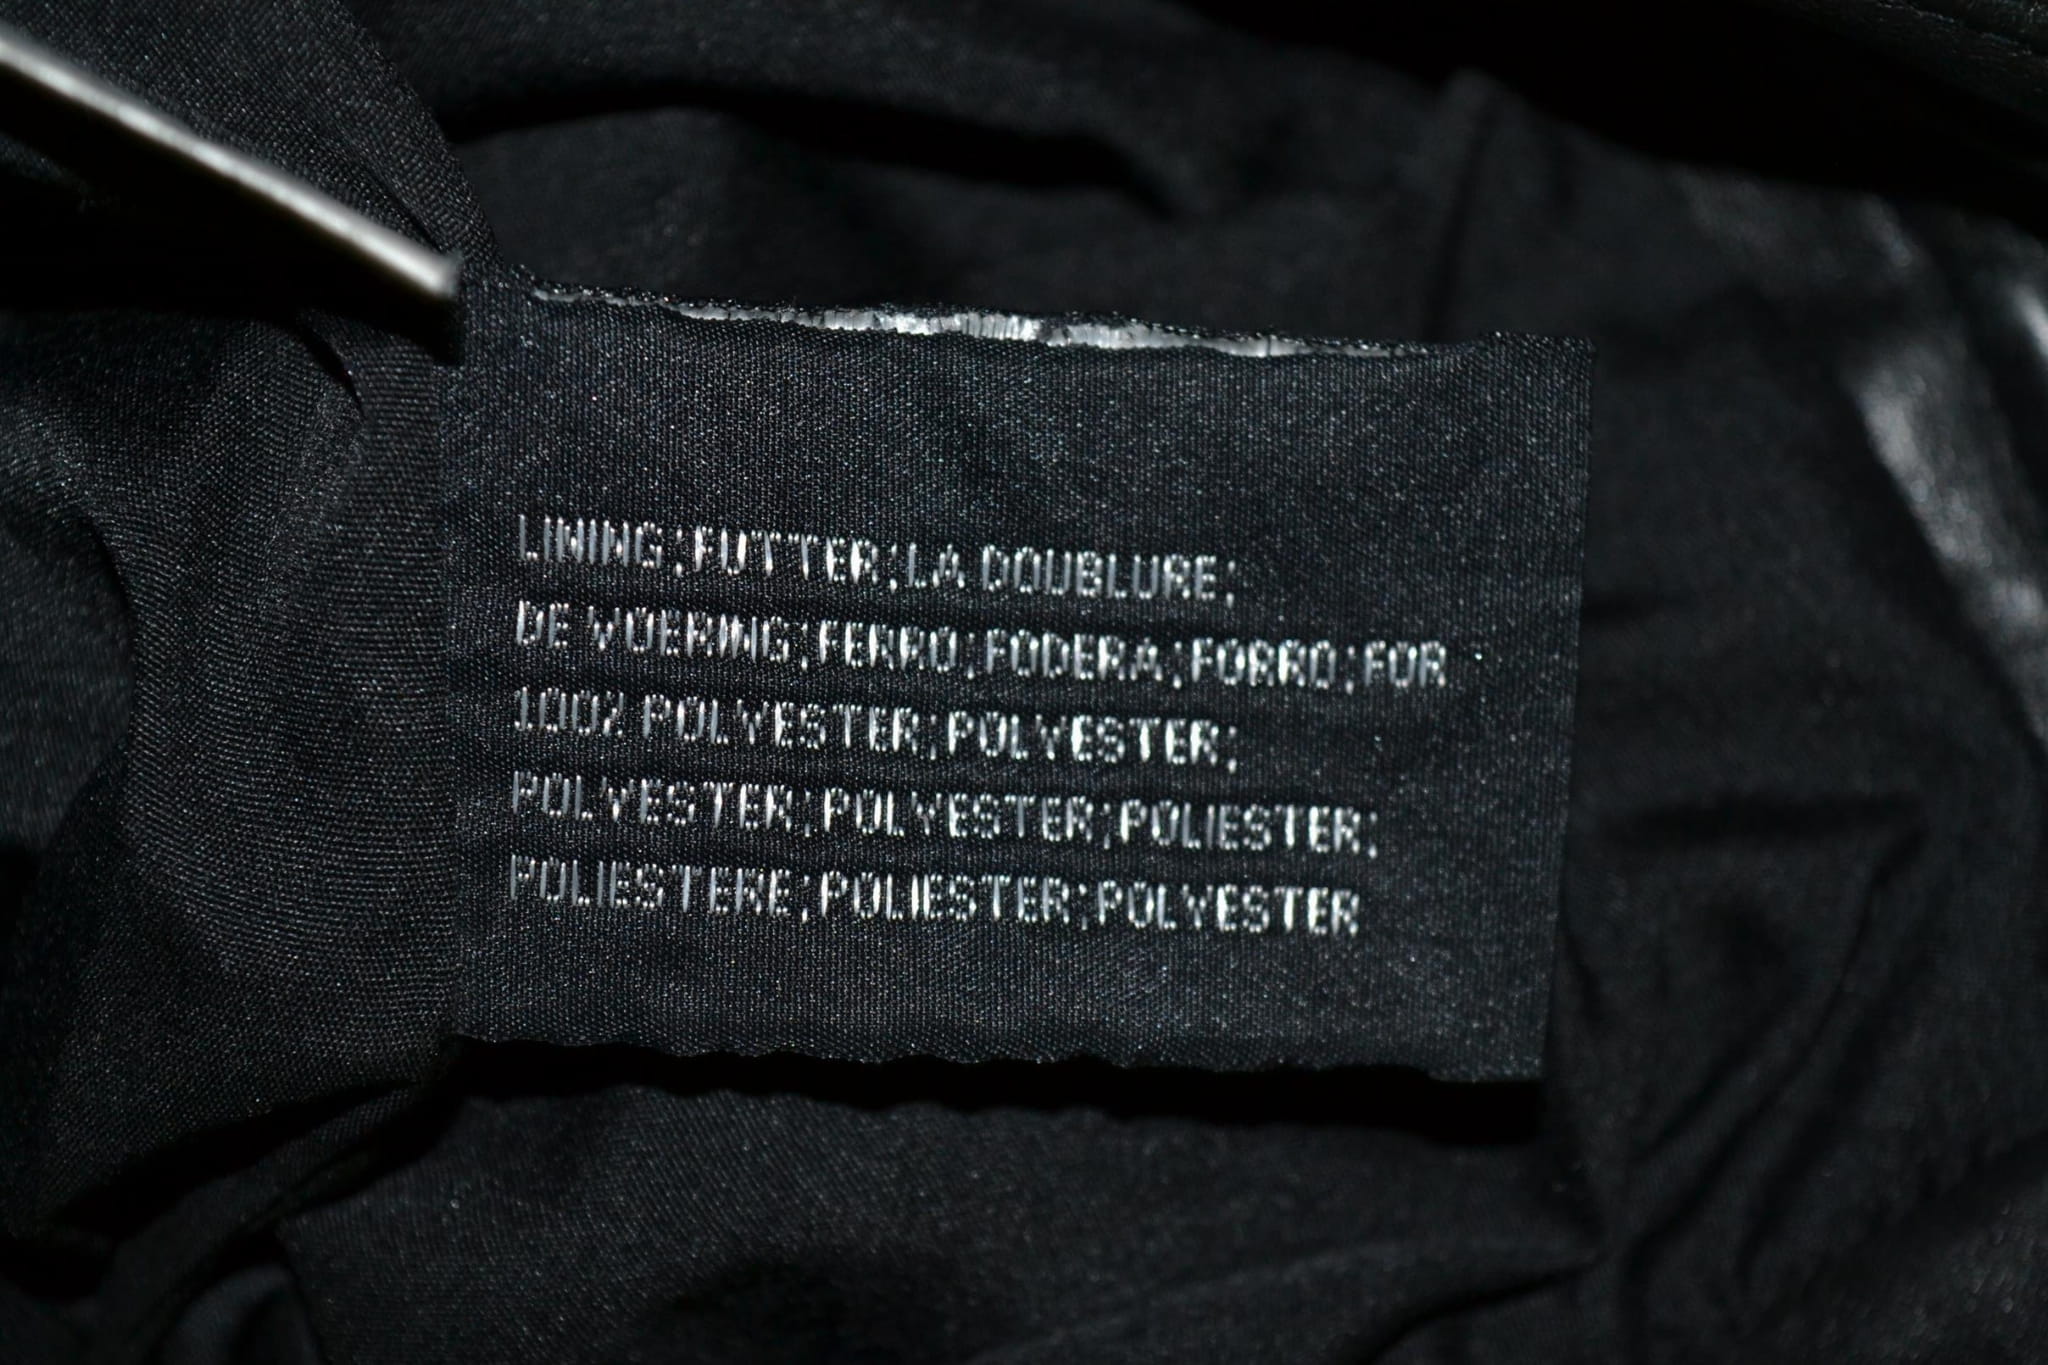 LINING;FUTTER;LA DOUBLURE;
DE VOERING;FERRO;FODERA;FORRO;FOR
100% POLYESTER;POLYESTER;
POLYESTER;POLYESTER;POLIESTER;
POLIESTERE;POLIESTER;POLYESTER